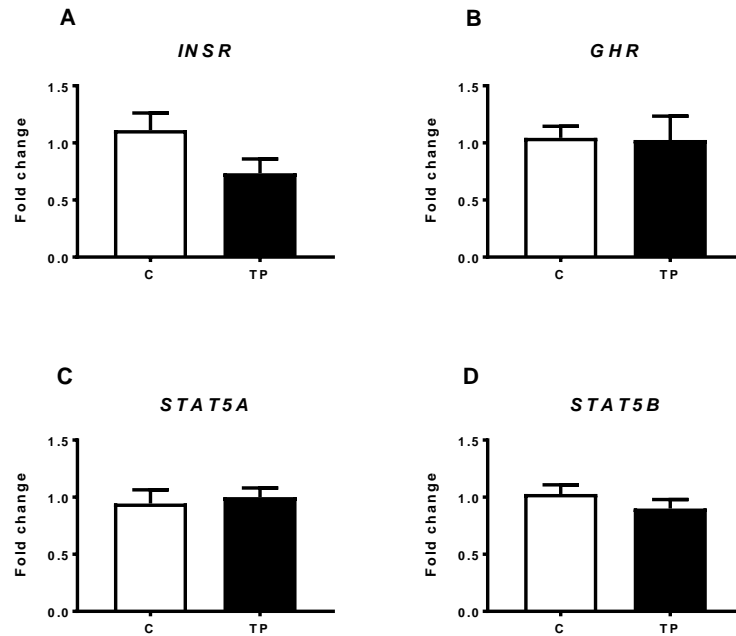 A
INSR
Fold change
1.5
1.0
0.5
0.0
C TP
B
GHR
Fold change
1.5
1.0
0.5
0.0
C TP
C
STAT5A
Fold change
1.5
1.0
0.5
0.0
C TP
D
STAT5B
Fold change
1.5
1.0
0.5
0.0
C TP